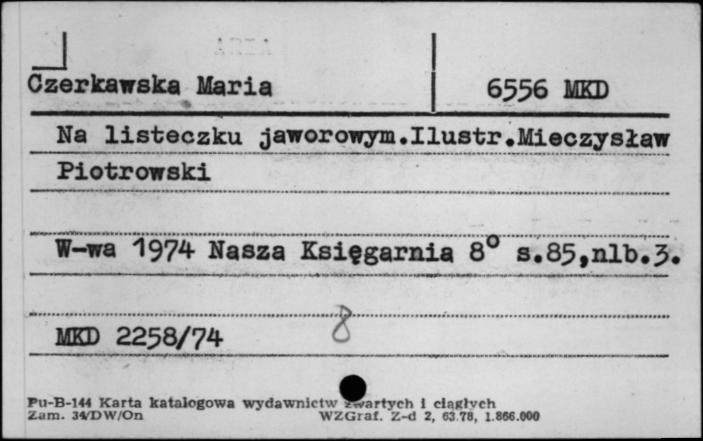 Czerkawska Maria 6556 MKD
Na listeczku jaworowym.Ilustr.Mieczysław
Piotrowski
W-wa 1974 Nasza Księgarnia 8° s.85,nlb.3.
MKD 2258/74 8
Pu-B-144 Karta katalogowa wydawnictw zwartych i ciągłych
Zam. 34/DW/On WZGraf. Z-d 2, 63.78, 1.866.000